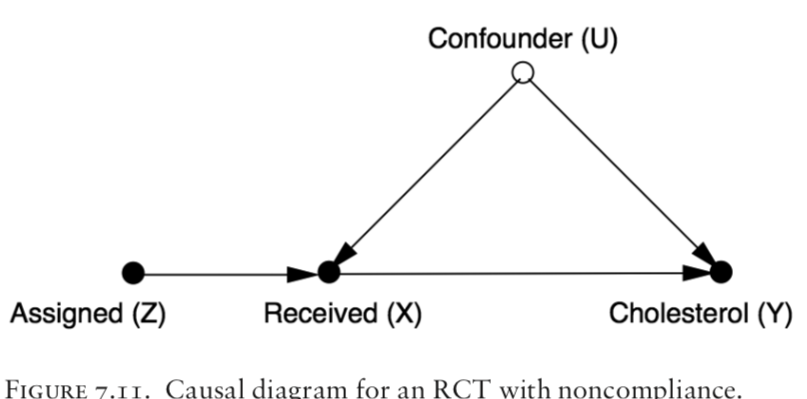 Confounder (U)
Assigned (Z) Received (X) Cholesterol (Y)
FIGURE 7.11. Causal diagram for an RCT with noncompliance.